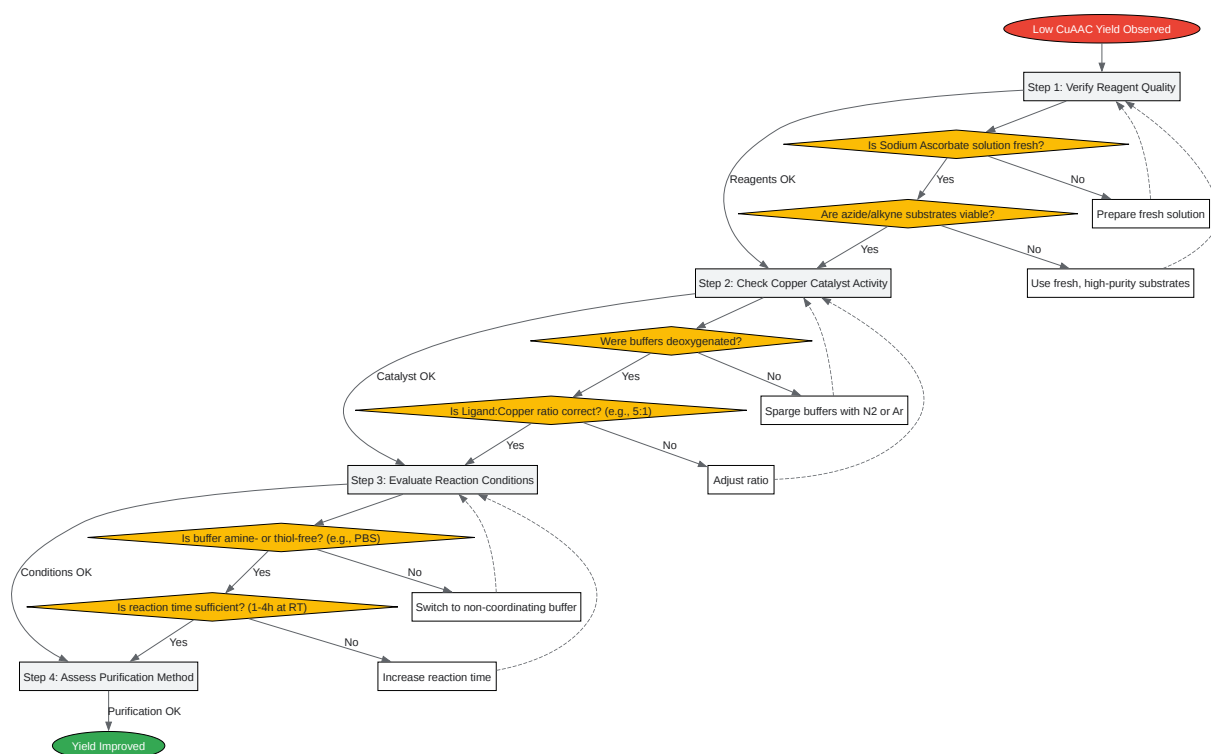 Low CuAAC Yield Observed
Step 1: Verify Reagent Quality
Is Sodium Ascorbate solution fresh?
Reagents OK
Yes
No
Are azide/alkyne substrates viable?
Prepare fresh solution
Yes
No
Step 2: Check Copper Catalyst Activity
Use fresh, high-purity substrates
Were buffers deoxygenated?
Catalyst OK
Yes
No
Is Ligand:Copper ratio correct? (e.g., 5:1)
Sparge buffers with N2 or Ar
Yes
No
Step 3: Evaluate Reaction Conditions
Adjust ratio
Is buffer amine- or thiol-free? (e.g., PBS)
Conditions OK
Yes
No
Is reaction time sufficient? (1-4h at RT)
Switch to non-coordinating buffer
Yes
No
Step 4: Assess Purification Method
Increase reaction time
Purification OK
Yield Improved